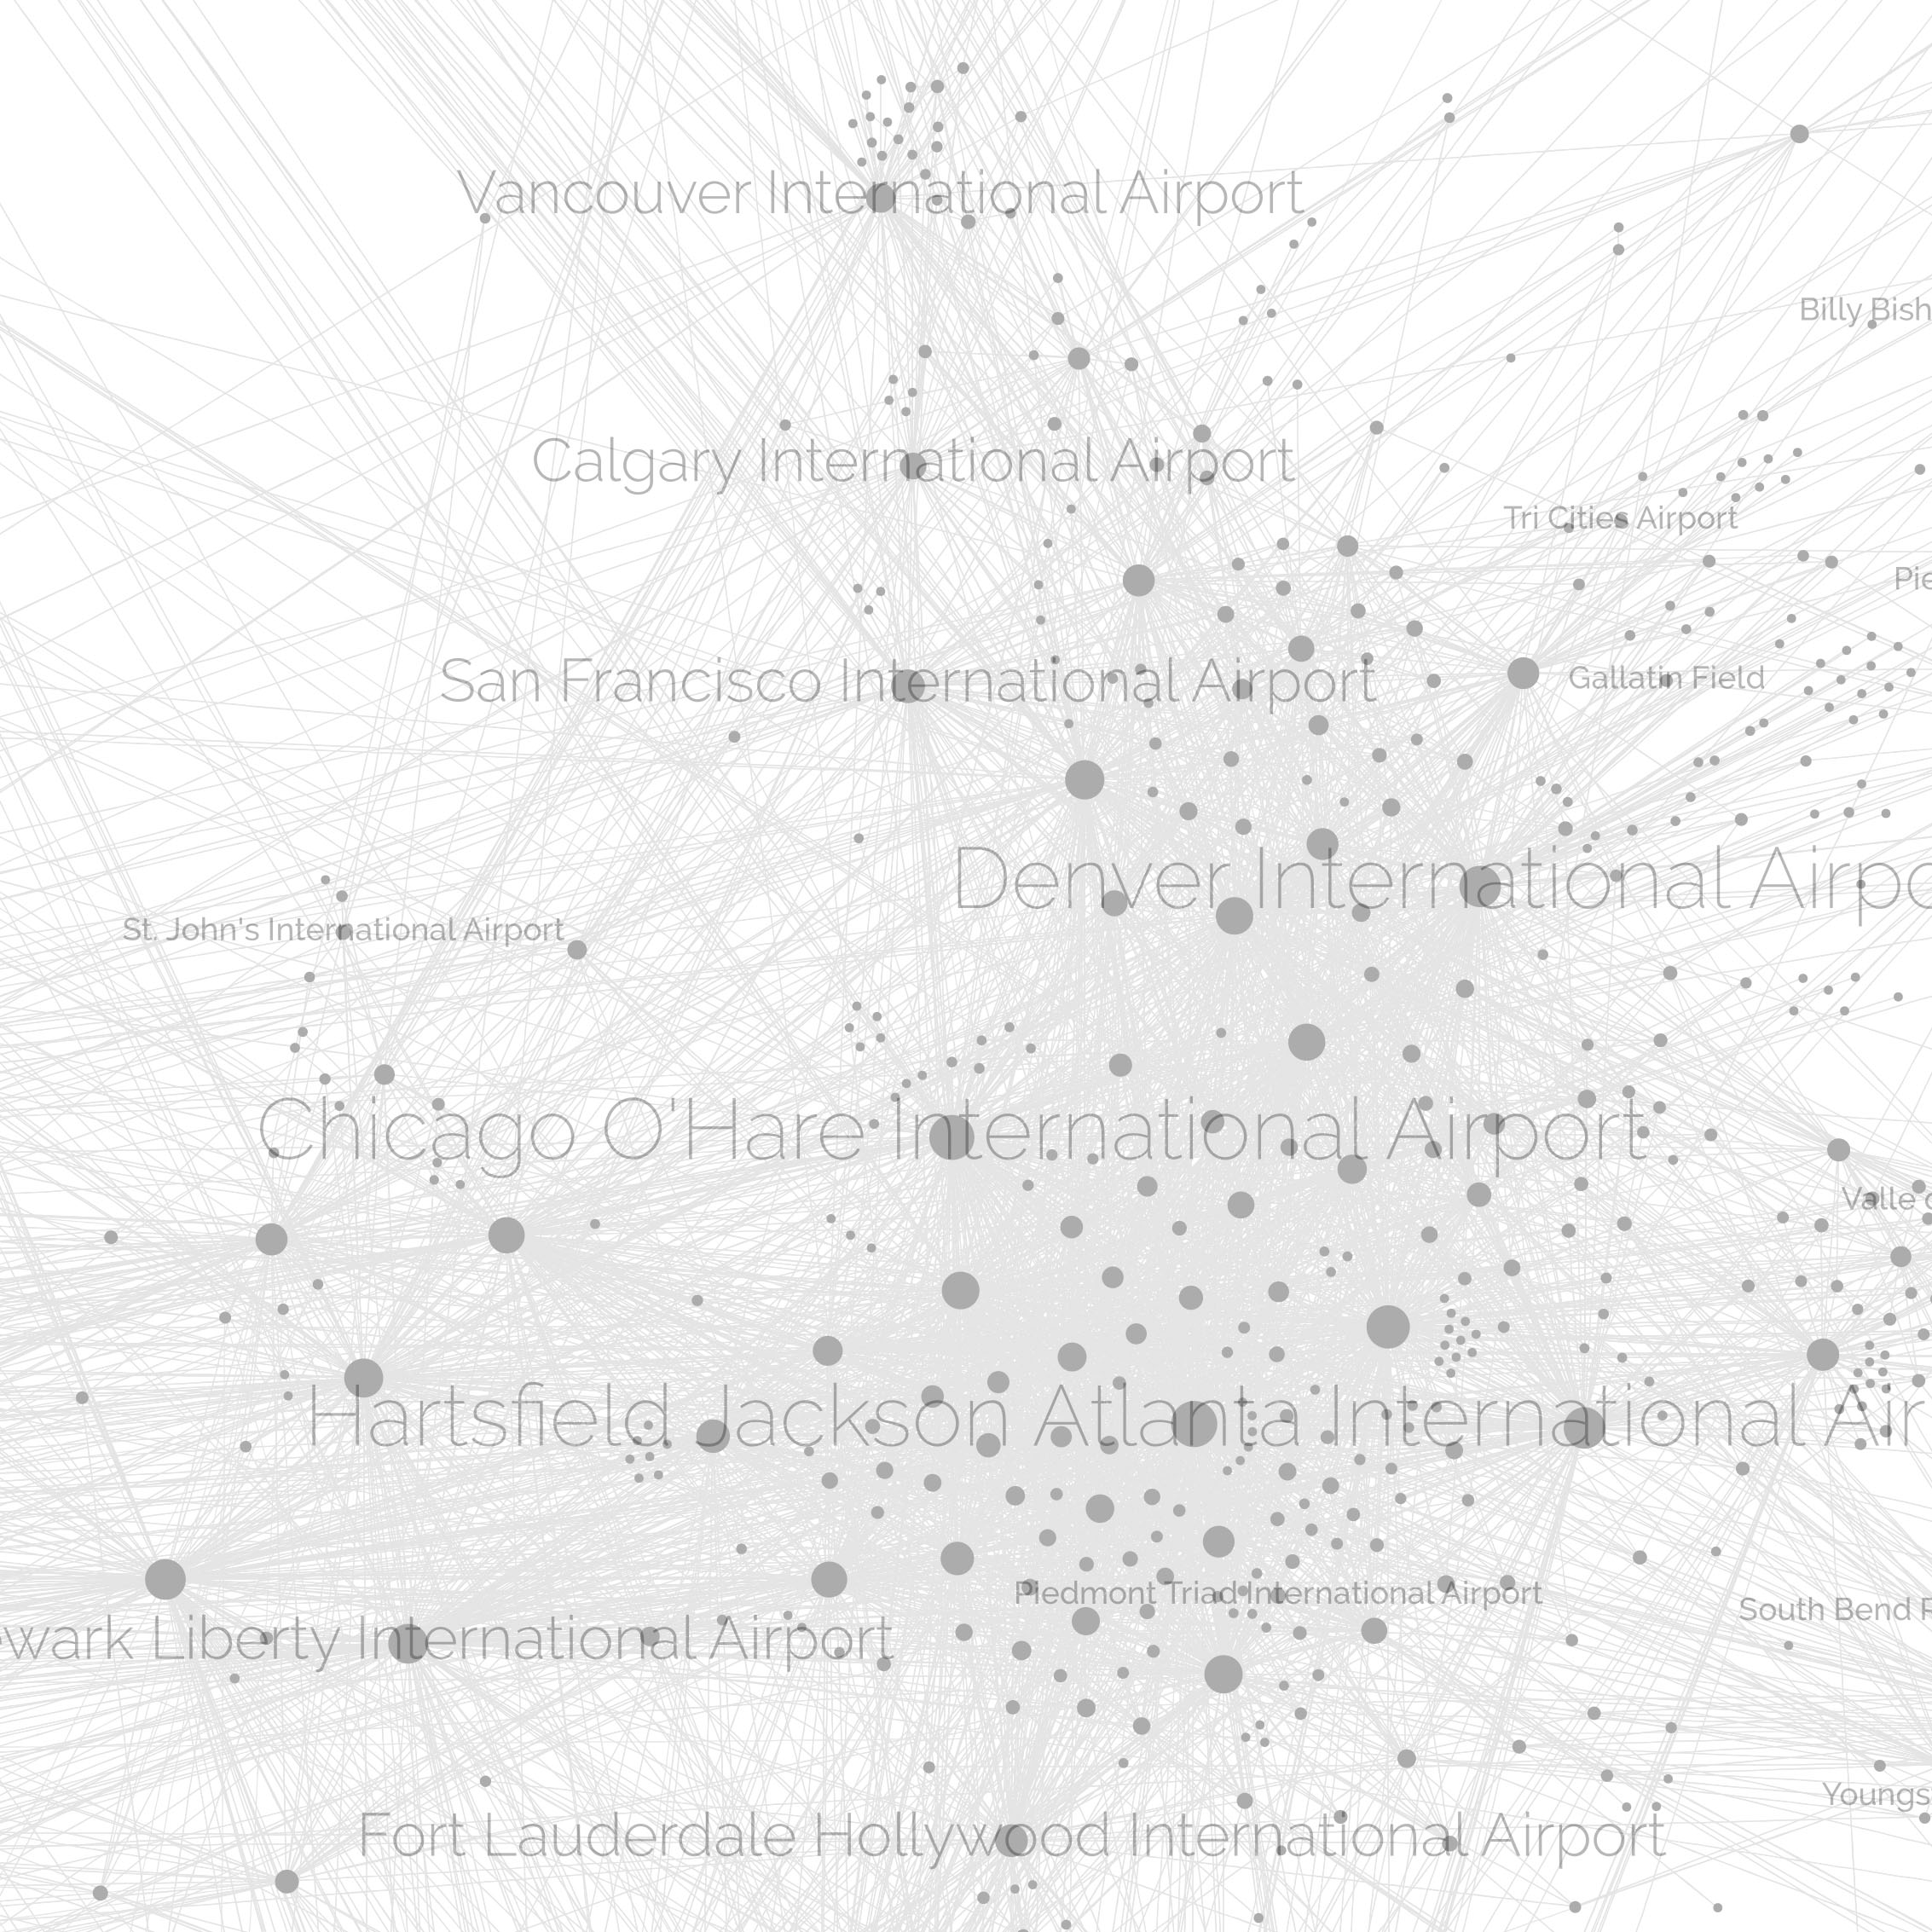 Vancouver International Airport
Billy Bish
Calgary International Airport
Tri Cities Airport
Pie
San Francisco International Airport
Gallatin Field
Denver International Airpo
St. John's International Airport
Chicago O'Hare International Airport
Valle
Hartsfield Jackson Atlanta International Air
Piedmont Triad International Airport
South Bend
wark Liberty International Airport
Youngs
Fort Lauderdale Hollywood International Airport